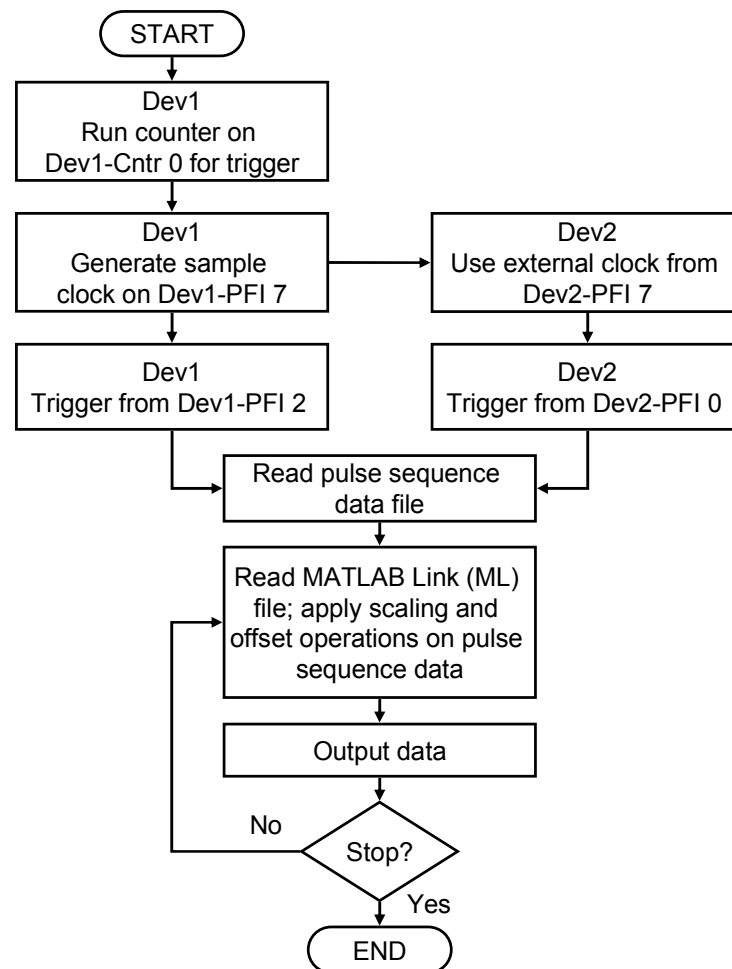 START
Dev1
Run counter on
Dev1-Cntr 0 for trigger
Dev1
Generate sample
clock on Dev1-PFI 7
Dev2
Use external clock from
Dev2-PFI 7
Dev1
Trigger from Dev1-PFI 2
Dev2
Trigger from Dev2-PFI 0
Read pulse sequence
data file
Read MATLAB Link (ML)
file; apply scaling and
offset operations on pulse
sequence data
Output data
No
Stop?
Yes
END